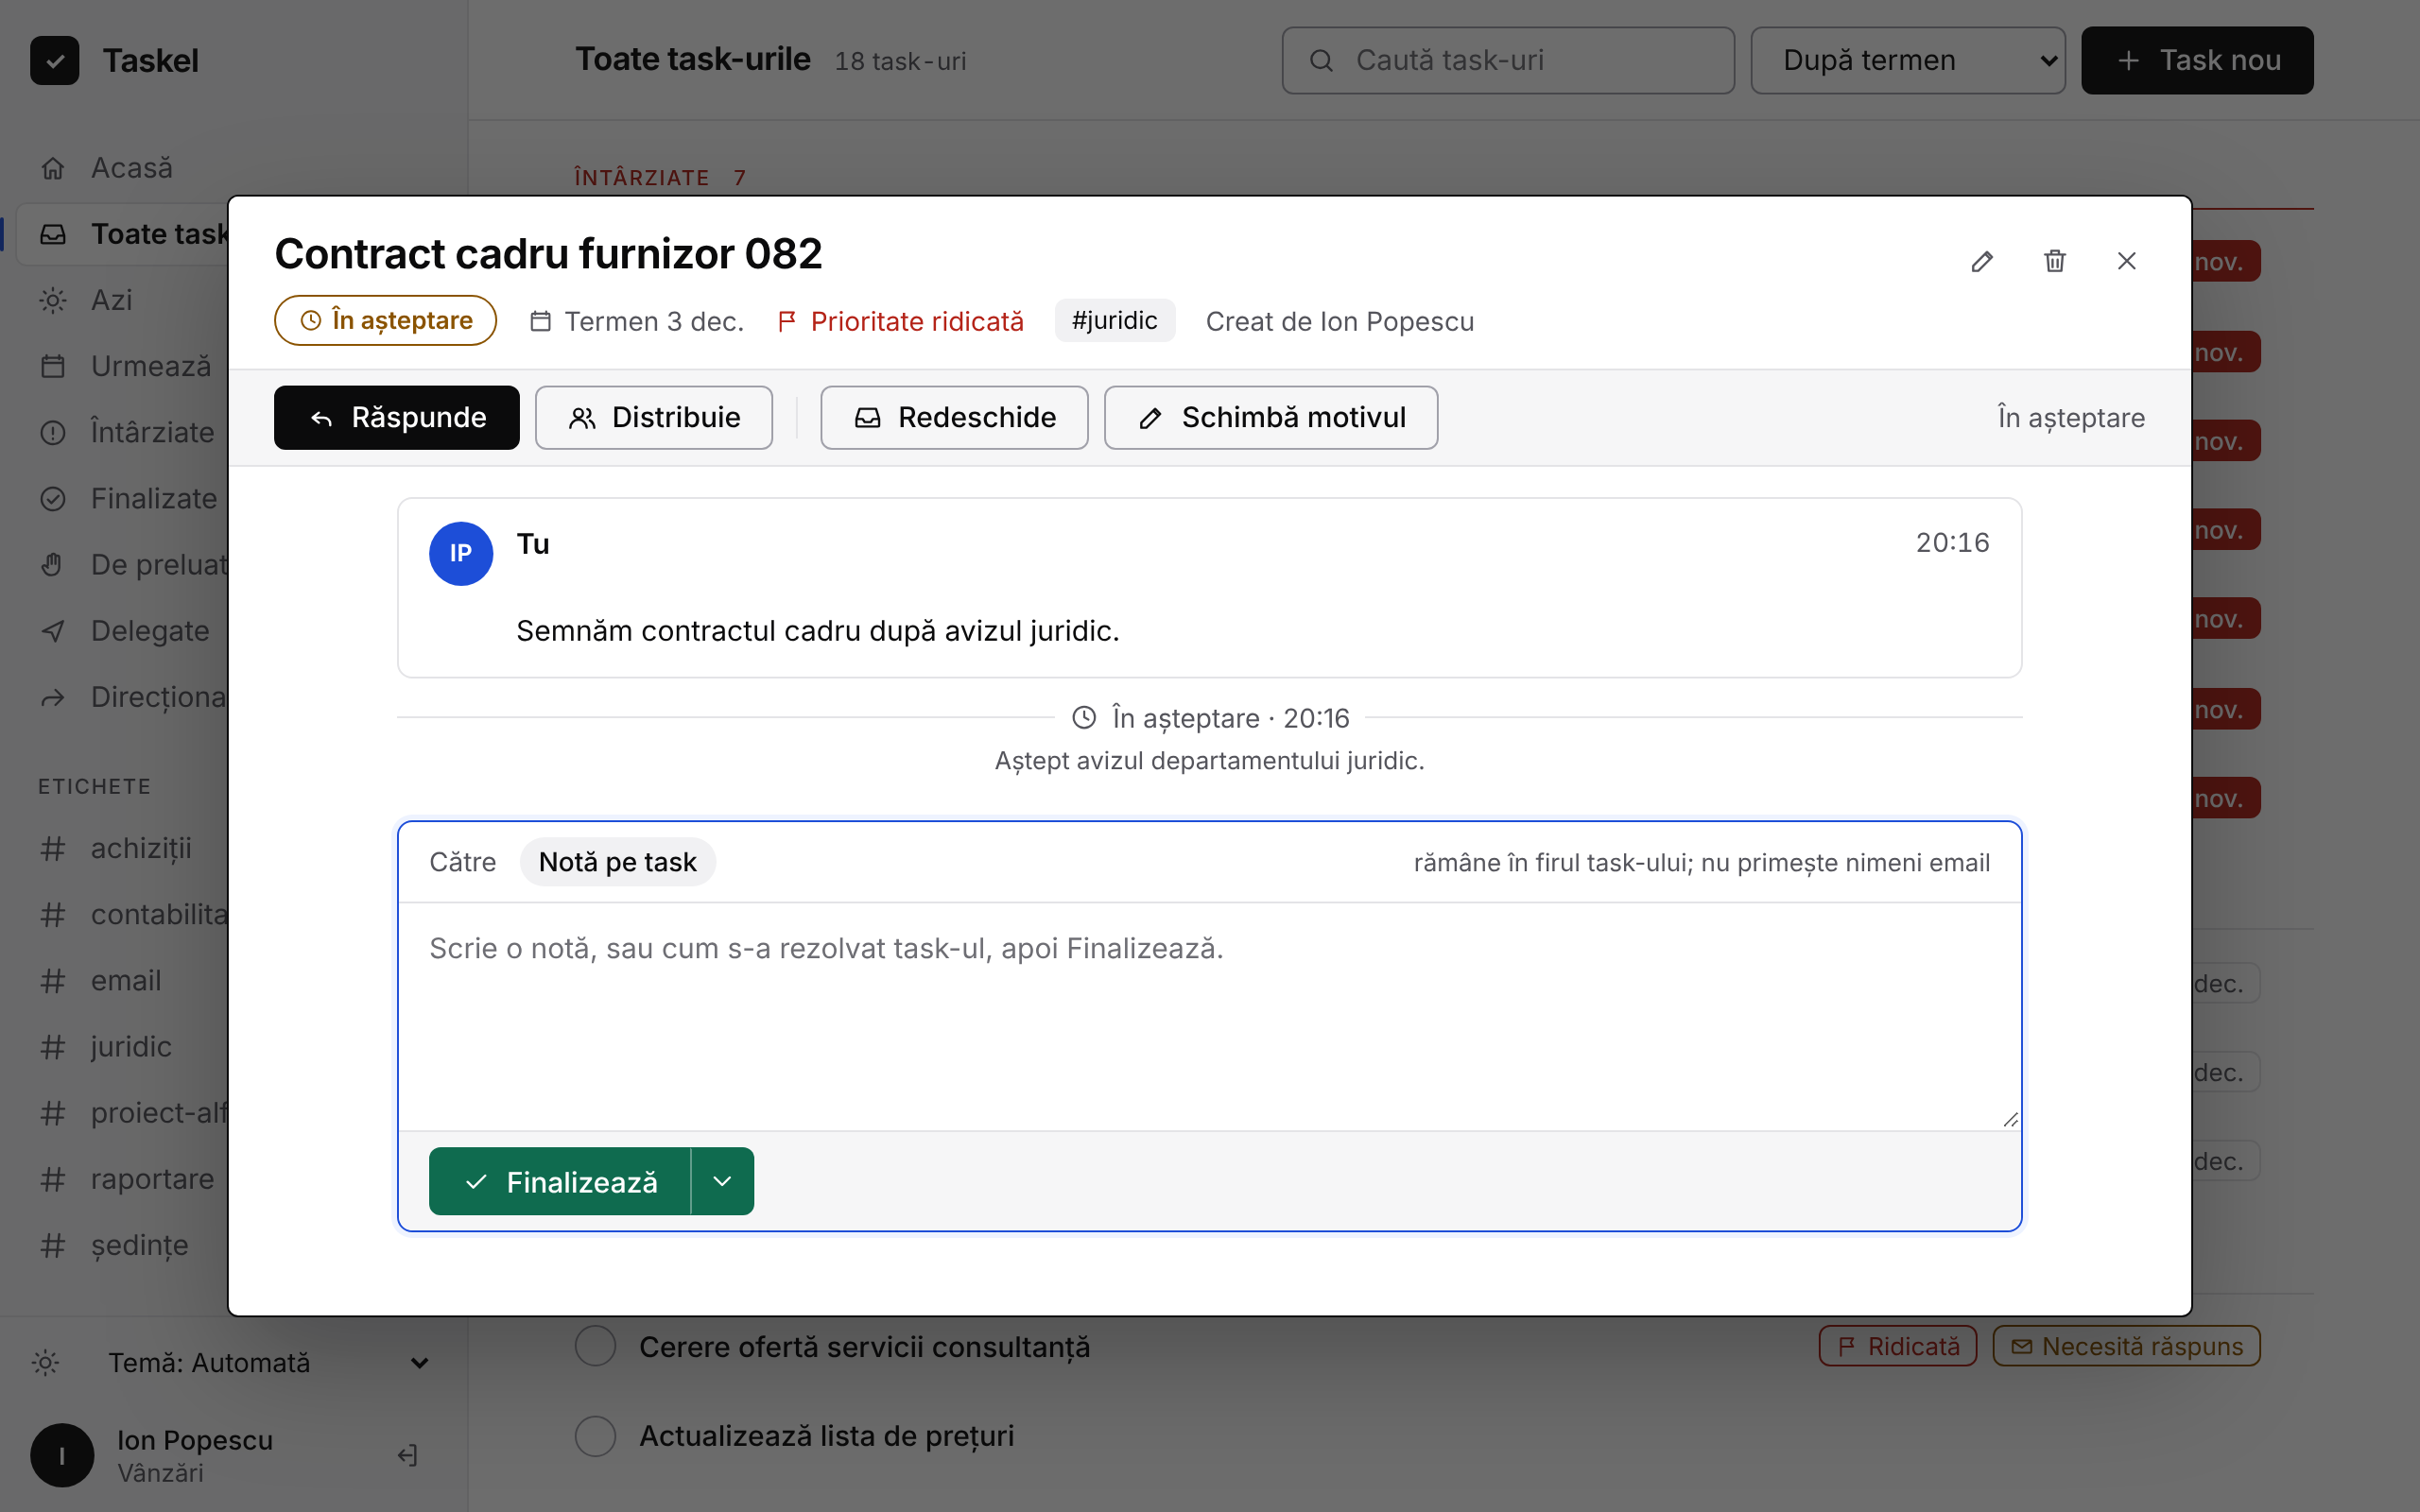 Taskel
Toate task-urile 18 task-uri
Caută task-uri
După termen
Task nou
Acasă
Toate task
Azi
Urmează
Întârziate
Finalizate
De preluat
Delegate
Direcționa
ETICHETE
# achiziții
# contabilita
# email
# juridic
# proiect-alf
# raportare
# ședințe
Temă: Automată
I
Ion Popescu
Vânzări
ÎNTÂRZIATE 7
nov.
nov.
nov.
nov.
nov.
nov.
nov.
dec.
dec.
dec.
Contract cadru furnizor 082
În așteptare Termen 3 dec. Prioritate ridicată #juridic Creat de Ion Popescu
Răspunde Distribuie Redeschide Schimbă motivul În așteptare
IP Tu 20:16
Semnăm contractul cadru după avizul juridic.
În așteptare · 20:16
Aștept avizul departamentului juridic.
Către Notă pe task rămâne în firul task-ului; nu primește nimeni email
Scrie o notă, sau cum s-a rezolvat task-ul, apoi Finalizează.
Finalizează
Cerere ofertă servicii consultanță Ridicată Necesită răspuns
Actualizează lista de prețuri